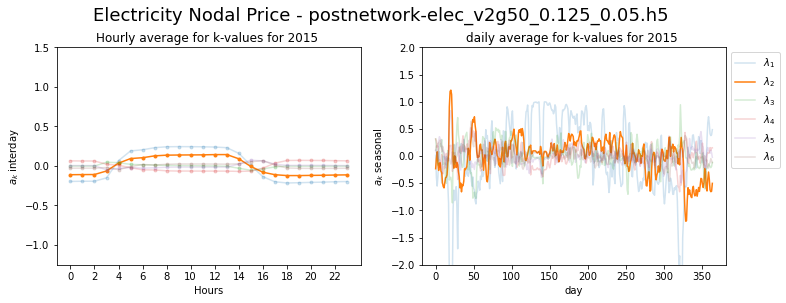 Electricity Nodal Price - postnetwork-elec_v2g50_0.125_0.05.h5
Hourly average for k-values for 2015
a_k interday
1.5
1.0
0.5
0.0
−0.5
−1.0
0 2 4 6 8 10 12 14 16 18 20 22
Hours
daily average for k-values for 2015
a_k seasonal
2.0
1.5
1.0
0.5
0.0
−0.5
−1.0
−1.5
−2.0
0 50 100 150 200 250 300 350
day
λ₁
λ₂
λ₃
λ₄
λ₅
λ₆